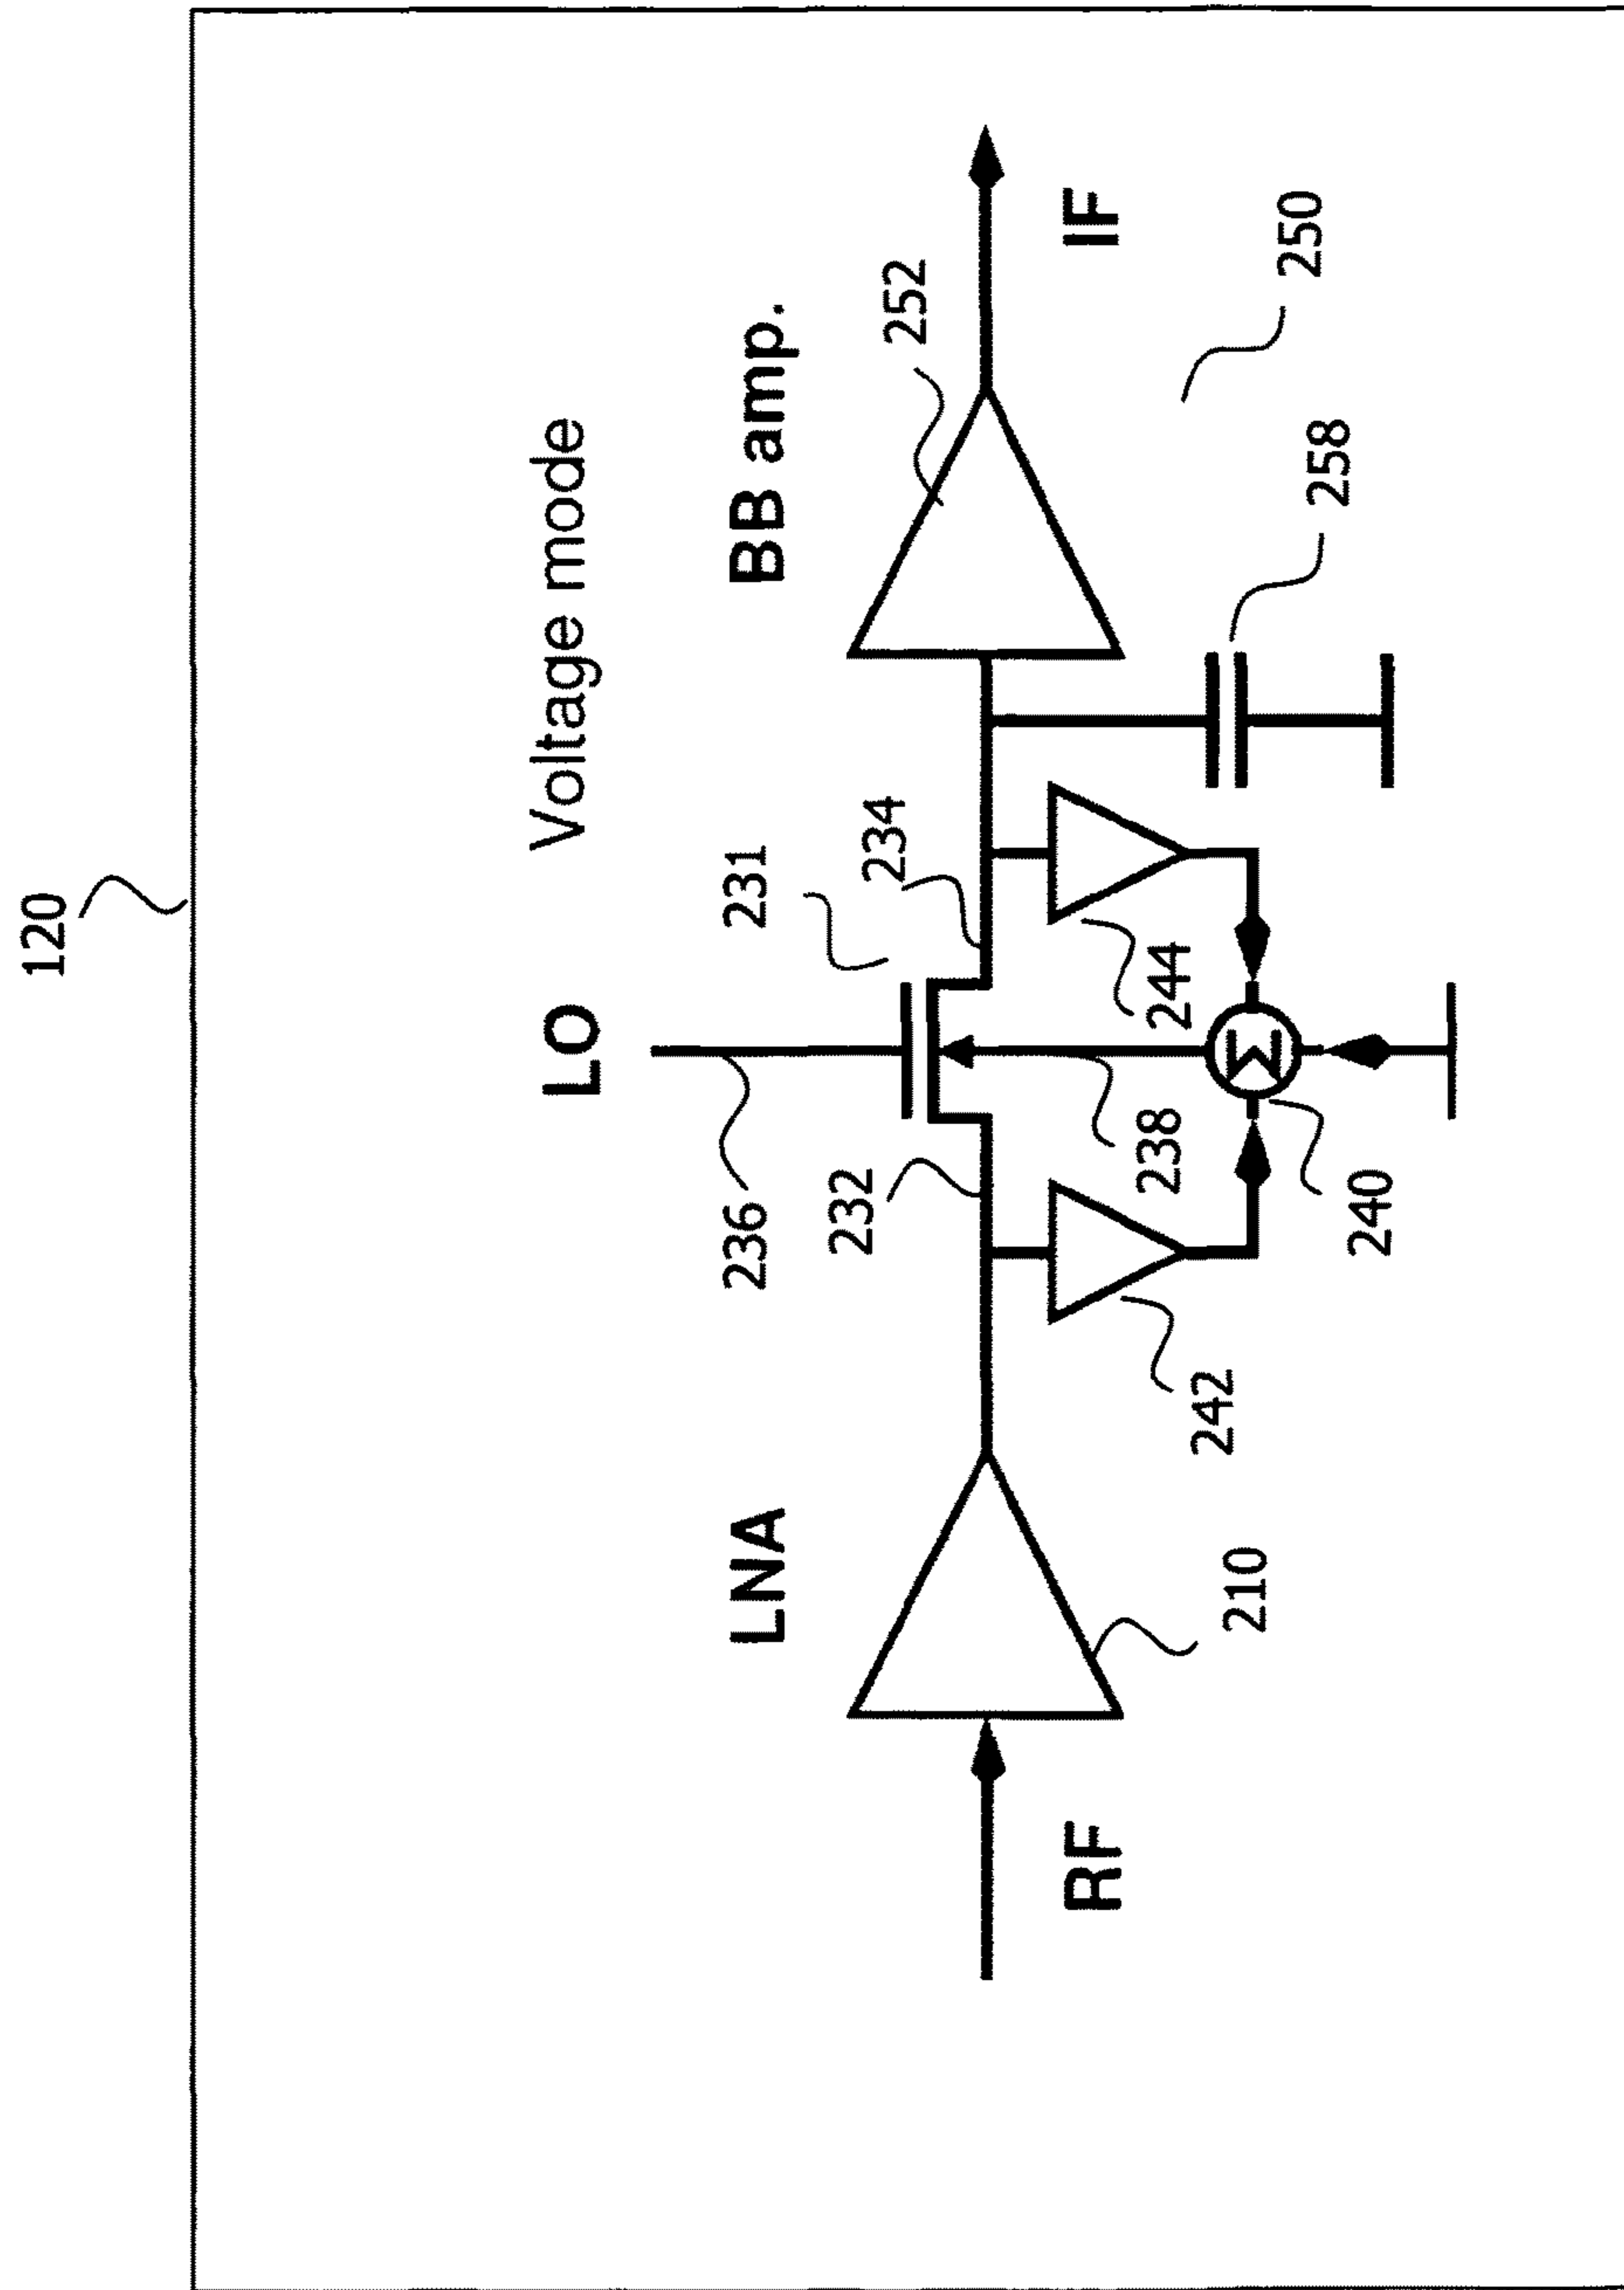 120
LO
Voltage mode
LNA
BB amp.
236
231
232
234
252
RF
IF
238
244
242
210
240
Σ
258
250